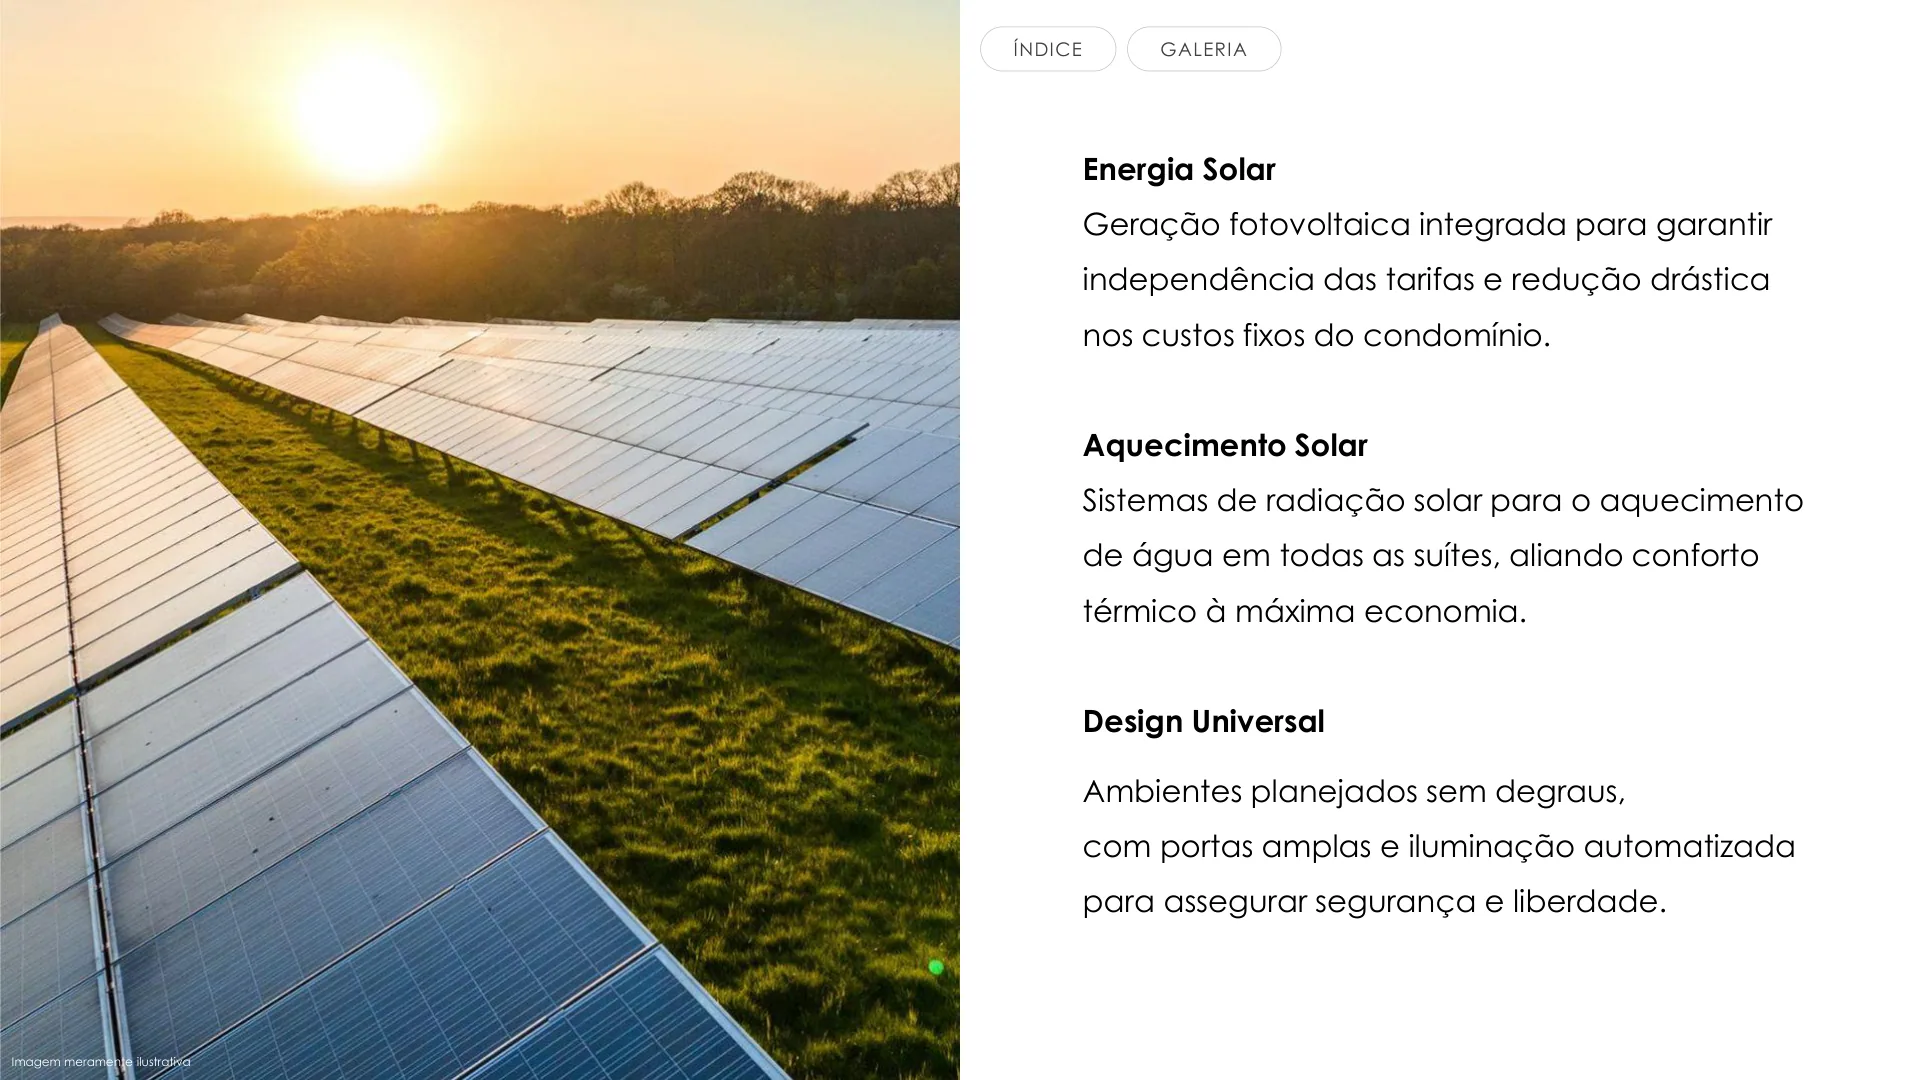 ÍNDICE
GALERIA
Energia Solar
Geração fotovoltaica integrada para garantir
independência das tarifas e redução drástica
nos custos fixos do condomínio.
Aquecimento Solar
Sistemas de radiação solar para o aquecimento
de água em todas as suítes, aliando conforto
térmico à máxima economia.
Design Universal
Ambientes planejados sem degraus,
com portas amplas e iluminação automatizada
para assegurar segurança e liberdade.
Imagem meramente ilustrativa